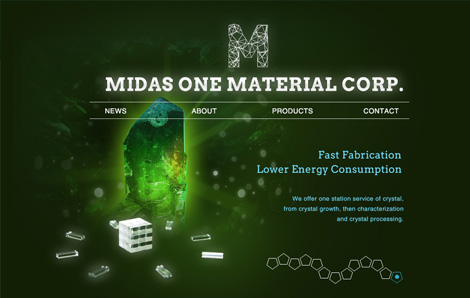 M
MIDAS ONE MATERIAL CORP.
NEWS ABOUT PRODUCTS CONTACT
Fast Fabrication
Lower Energy Consumption
We offer one station service of crystal,
from crystal growth, then characterization
and crystal processing.